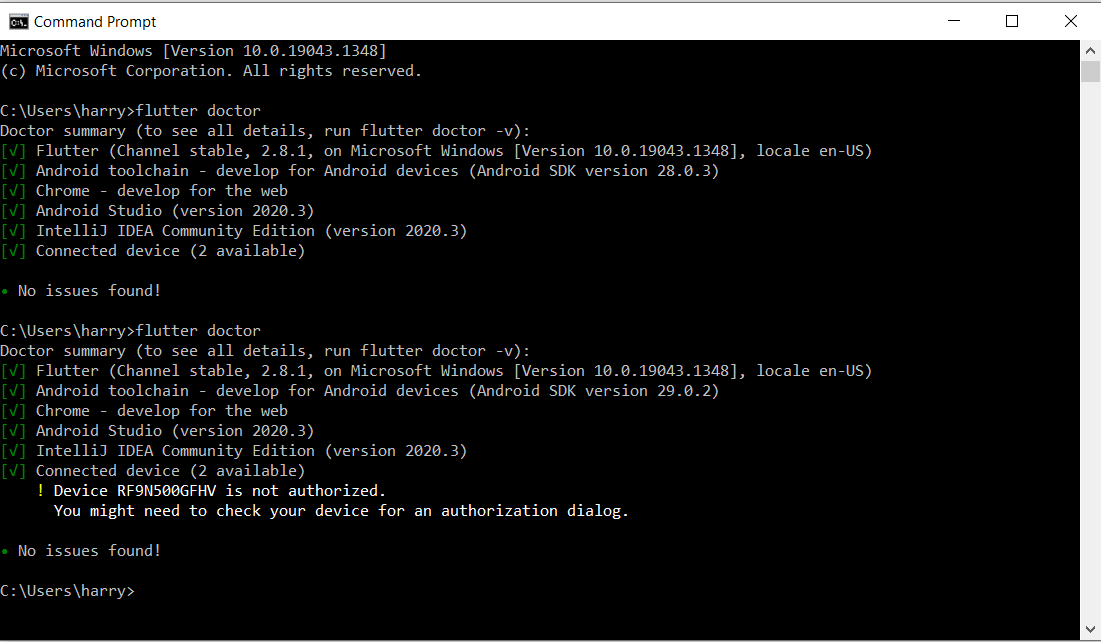 Command Prompt
Microsoft Windows [Version 10.0.19043.1348]
(c) Microsoft Corporation. All rights reserved.
C:\Users\harry>flutter doctor
Doctor summary (to see all details, run flutter doctor -v):
[√] Flutter (Channel stable, 2.8.1, on Microsoft Windows [Version 10.0.19043.1348], locale en-US)
[√] Android toolchain - develop for Android devices (Android SDK version 28.0.3)
[√] Chrome - develop for the web
[√] Android Studio (version 2020.3)
[√] IntelliJ IDEA Community Edition (version 2020.3)
[√] Connected device (2 available)
• No issues found!
C:\Users\harry>flutter doctor
Doctor summary (to see all details, run flutter doctor -v):
[√] Flutter (Channel stable, 2.8.1, on Microsoft Windows [Version 10.0.19043.1348], locale en-US)
[√] Android toolchain - develop for Android devices (Android SDK version 29.0.2)
[√] Chrome - develop for the web
[√] Android Studio (version 2020.3)
[√] IntelliJ IDEA Community Edition (version 2020.3)
[√] Connected device (2 available)
! Device RF9N500GFHV is not authorized.
You might need to check your device for an authorization dialog.
• No issues found!
C:\Users\harry>